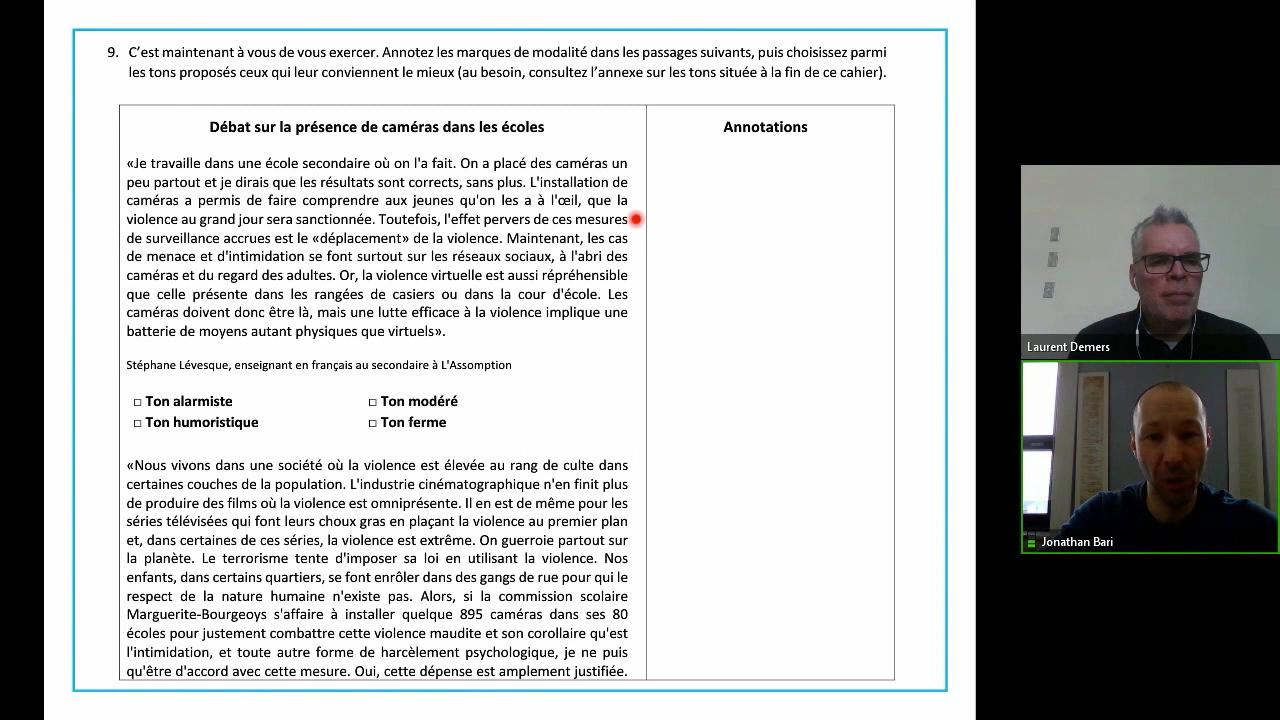 9. C'est maintenant à vous de vous exercer. Annotez les marques de modalité dans les passages suivants, puis choisissez parmi
les tons proposés ceux qui leur conviennent le mieux (au besoin, consultez l'annexe sur les tons située à la fin de ce cahier).
Débat sur la présence de caméras dans les écoles
Annotations
«Je travaille dans une école secondaire où on l'a fait. On a placé des caméras un
peu partout et je dirais que les résultats sont corrects, sans plus. L'installation de
caméras a permis de faire comprendre aux jeunes qu'on les a à l'œil, que la
violence au grand jour sera sanctionnée. Toutefois, l'effet pervers de ces mesures
de surveillance accrues est le «déplacement» de la violence. Maintenant, les cas
de menace et d'intimidation se font surtout sur les réseaux sociaux, à l'abri des
caméras et du regard des adultes. Or, la violence virtuelle est aussi répréhensible
que celle présente dans les rangées de casiers ou dans la cour d'école. Les
caméras doivent donc être là, mais une lutte efficace à la violence implique une
batterie de moyens autant physiques que virtuels».
Stéphane Lévesque, enseignant en français au secondaire à L'Assomption
□ Ton alarmiste □ Ton modéré
□ Ton humoristique □ Ton ferme
«Nous vivons dans une société où la violence est élevée au rang de culte dans
certaines couches de la population. L'industrie cinématographique n'en finit plus
de produire des films où la violence est omniprésente. Il en est de même pour les
séries télévisées qui font leurs choux gras en plaçant la violence au premier plan
et, dans certaines de ces séries, la violence est extrême. On guerroie partout sur
la planète. Le terrorisme tente d'imposer sa loi en utilisant la violence. Nos
enfants, dans certains quartiers, se font enrôler dans des gangs de rue pour qui le
respect de la nature humaine n'existe pas. Alors, si la commission scolaire
Marguerite-Bourgeoys s'affaire à installer quelque 895 caméras dans ses 80
écoles pour justement combattre cette violence maudite et son corollaire qu'est
l'intimidation, et toute autre forme de harcèlement psychologique, je ne puis
qu'être d'accord avec cette mesure. Oui, cette dépense est amplement justifiée.
Laurent Demers
Jonathan Bari